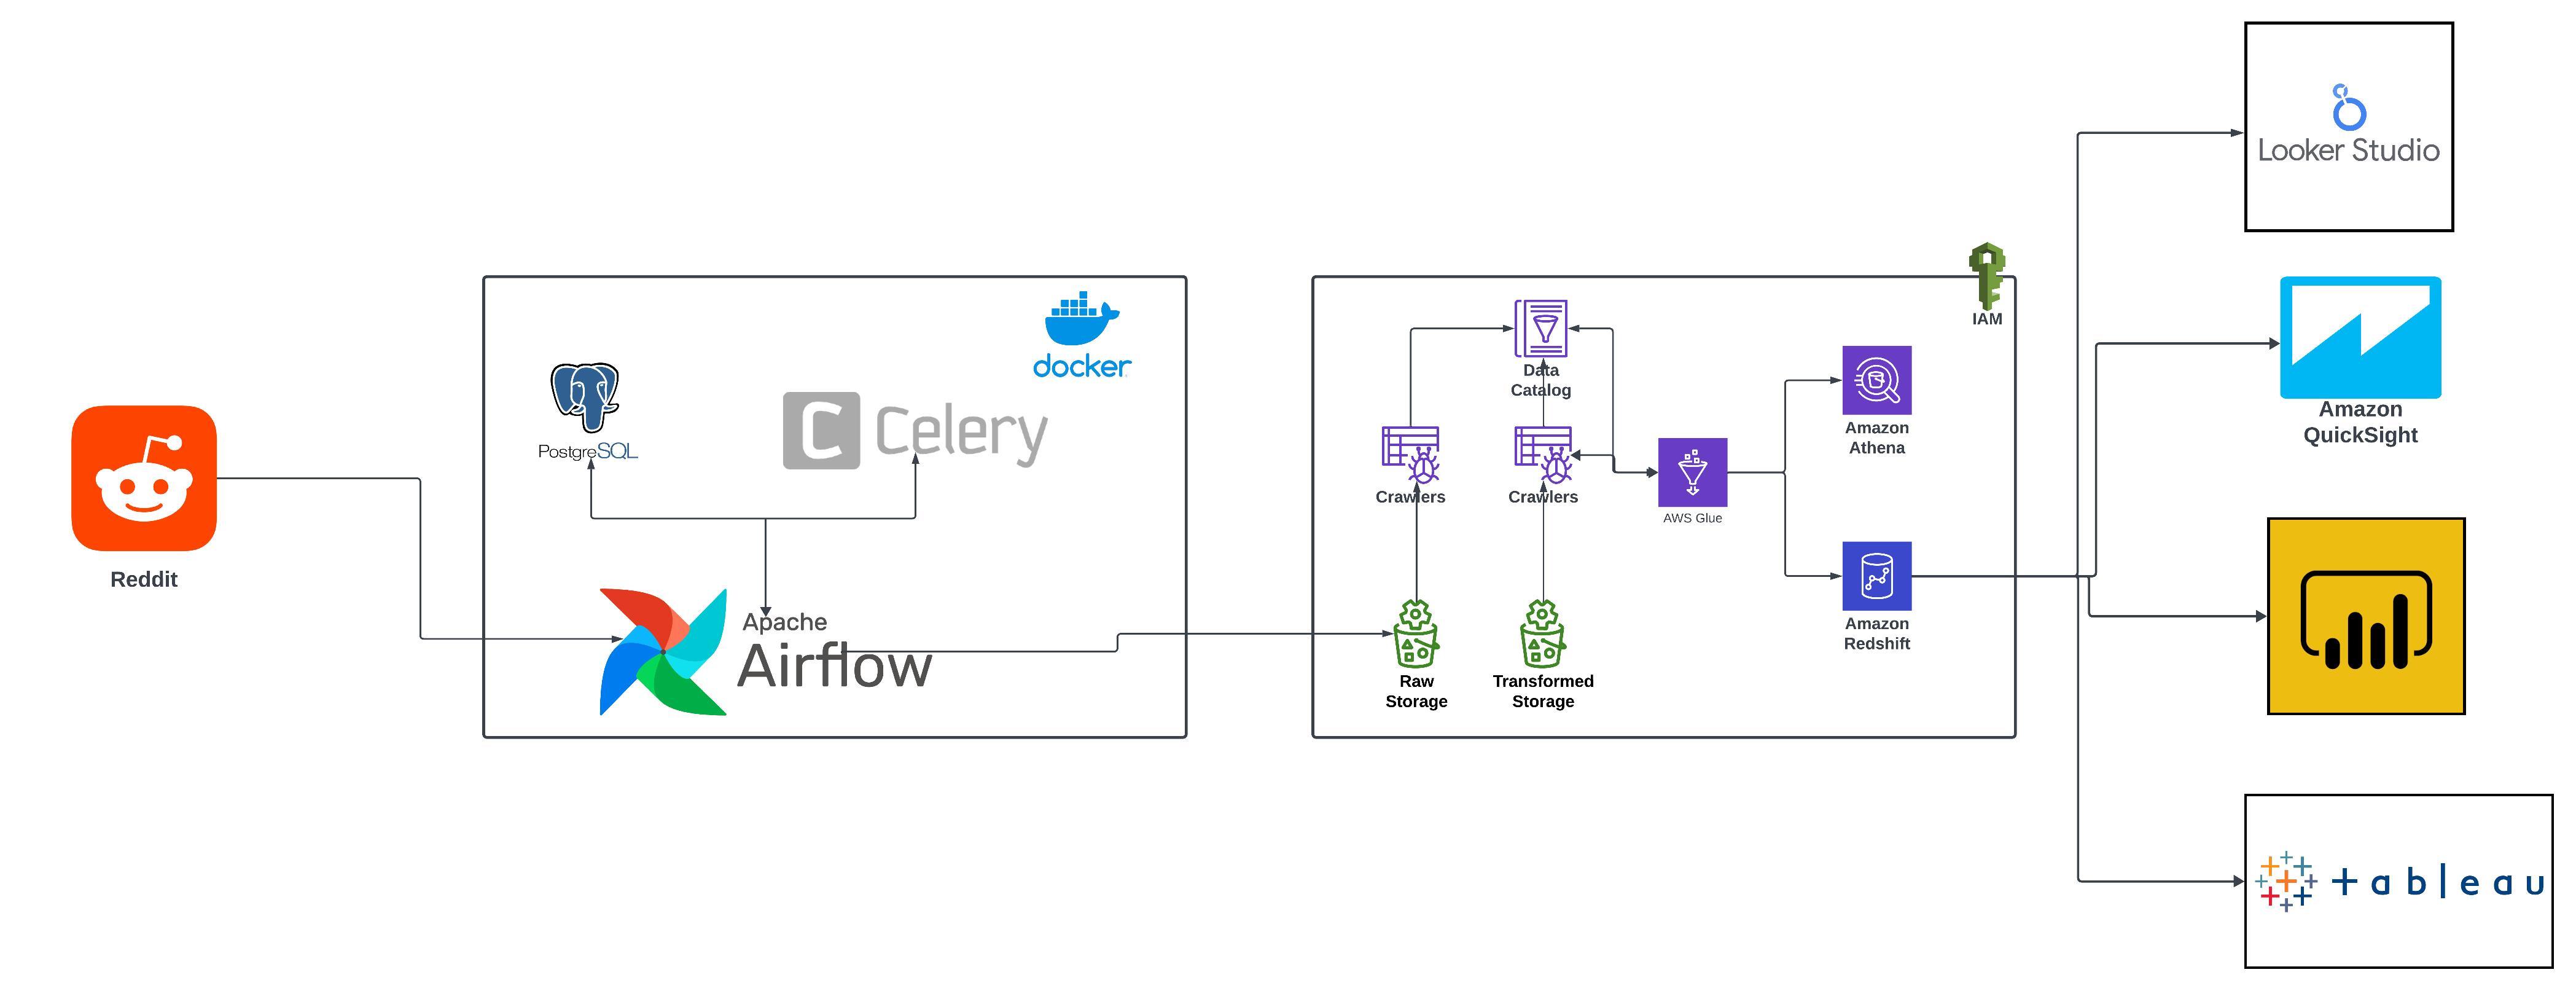 Reddit
PostgreSQL
Celery
docker
Apache
Airflow
IAM
Data
Catalog
Crawlers
Crawlers
AWS Glue
Raw
Storage
Transformed
Storage
Amazon
Athena
Amazon
Redshift
Looker Studio
Amazon
QuickSight
+ableau